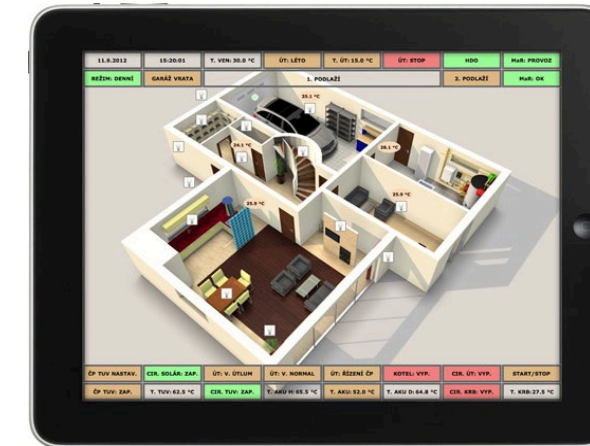 11.9.2012 15:20:01 T. VEN: 30.0 °C ÚT: LÉTO T. ÚT: 15.0 °C ÚT: STOP HDO MaR: PROVOZ
REŽIM: DENNÍ GARÁŽ VRATA 1. PODLAŽÍ 2. PODLAŽÍ MaR: OK
25.1 °C
26.1 °C
26.1 °C
25.9 °C
25.9 °C
ČP TUV NASTAV. CIR. SOLÁR: ZAP. ÚT: V. ÚTLUM ÚT: V. NORMAL ÚT: ŘÍZENÍ ČP KOTEL: VYP. CIR. ÚT: VYP. START/STOP
ČP TUV: ZAP. T. TUV: 62.5 °C CIR. TUV: ZAP. T. AKU H: 65.5 °C T. AKU: 52.0 °C T. AKU D: 64.8 °C CIR. KRB: VYP. T. KRB: 27.5 °C